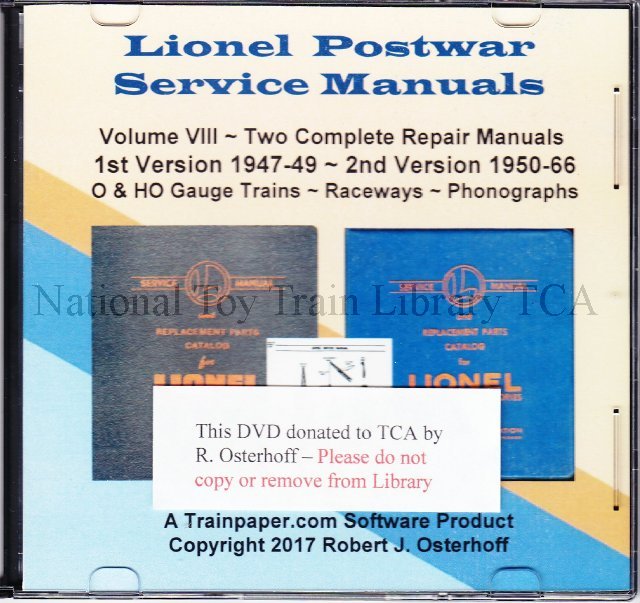 Lionel Postwar
Service Manuals
Volume VIII ~ Two Complete Repair Manuals
1st Version 1947-49 ~ 2nd Version 1950-66
O & HO Gauge Trains ~ Raceways ~ Phonographs
SERVICE MANUAL
REPLACEMENT PARTS
CATALOG
for
LIONEL
SERVICE MANUAL
and
REPLACEMENT PARTS
CATALOG
for
LIONEL
National Toy Train Library TCA
This DVD donated to TCA by
R. Osterhoff – Please do not
copy or remove from Library
A Trainpaper.com Software Product
Copyright 2017 Robert J. Osterhoff